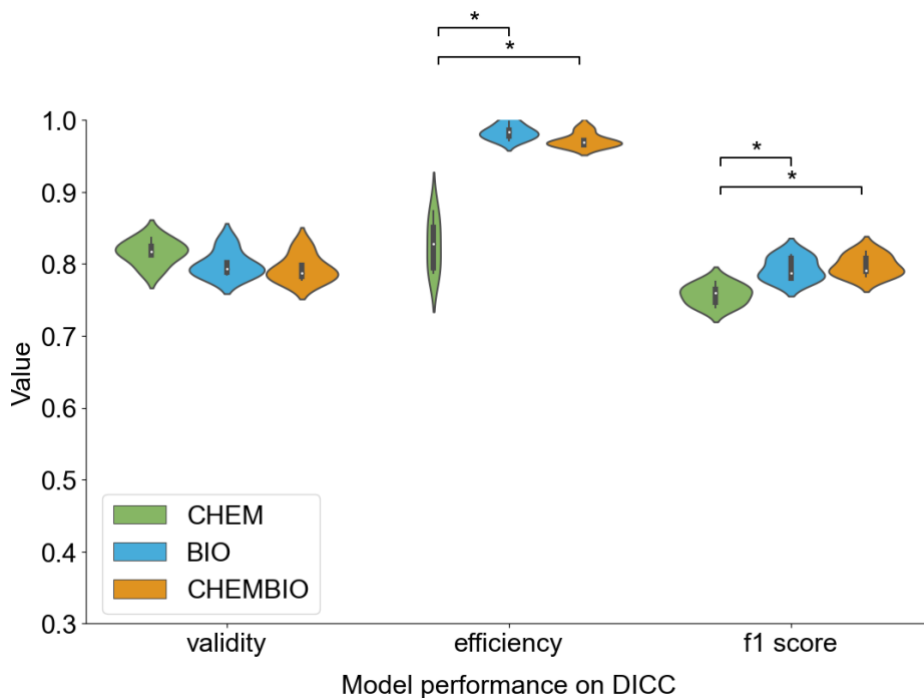 *
*
*
*
1.0
0.9
0.8
0.7
0.6
0.5
0.4
0.3
Value
CHEM
BIO
CHEMBIO
validity efficiency f1 score
Model performance on DICC